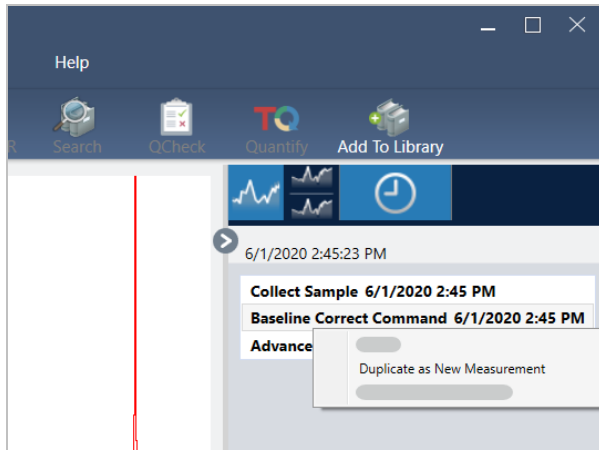 Help
R Search QCheck Quantify Add To Library
6/1/2020 2:45:23 PM
Collect Sample 6/1/2020 2:45 PM
Baseline Correct Command 6/1/2020 2:45 PM
Advance
Duplicate as New Measurement